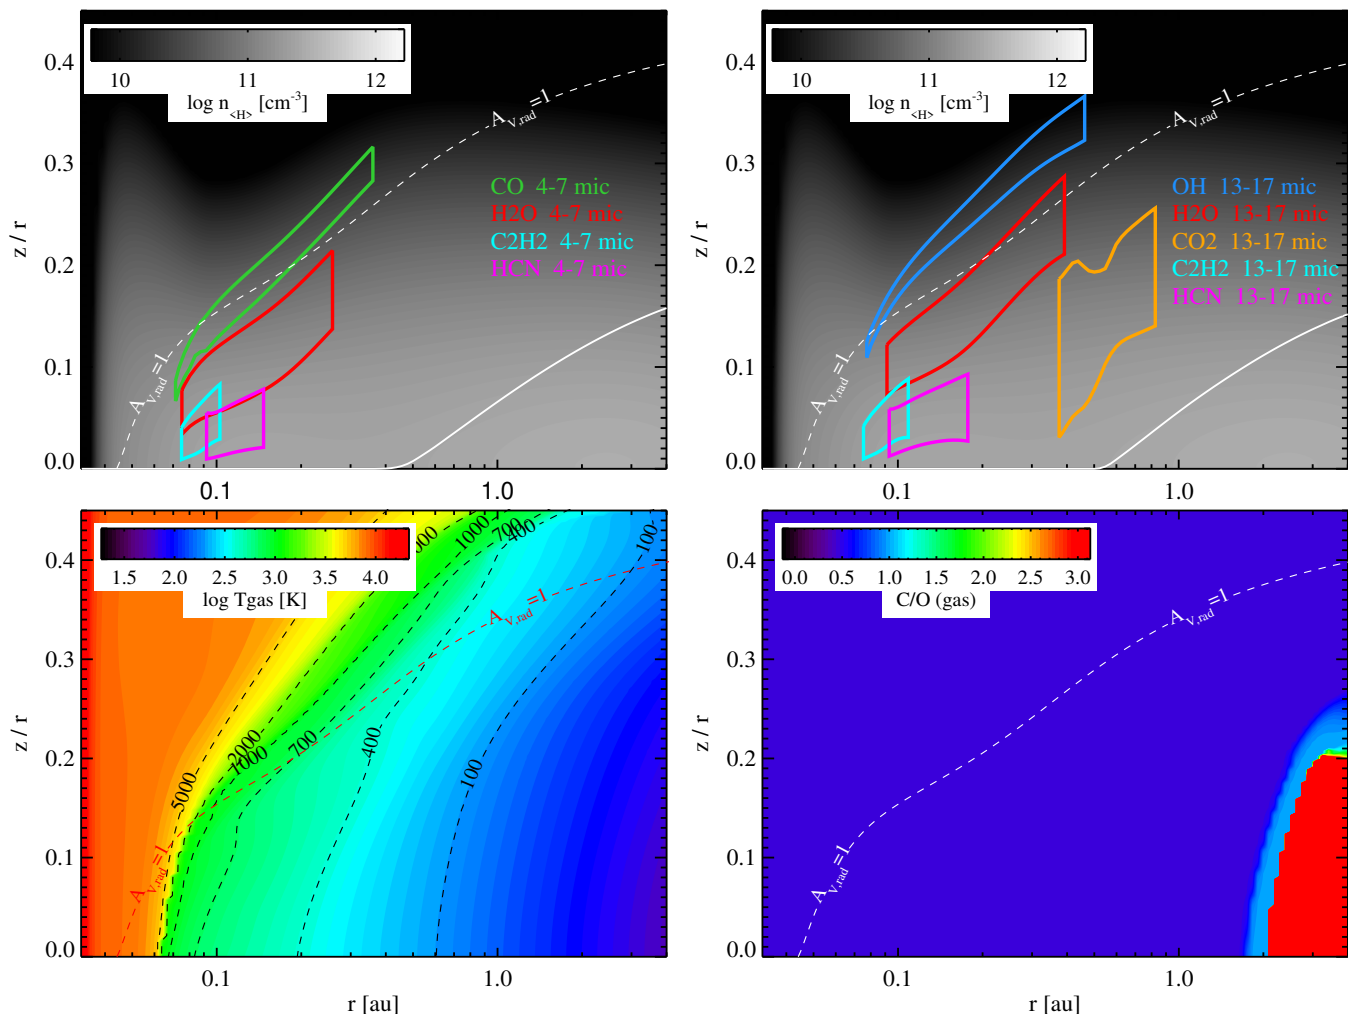 0.4
0.3
0.2
0.1
0.0
z / r
10 11 12
log n<H> [cm-3]
AV,rad=1
AV,rad=1
CO 4-7 mic
H2O 4-7 mic
C2H2 4-7 mic
HCN 4-7 mic
0.1 1.0
0.4
0.3
0.2
0.1
0.0
z / r
10 11 12
log n<H> [cm-3]
AV,rad=1
AV,rad=1
OH 13-17 mic
H2O 13-17 mic
CO2 13-17 mic
C2H2 13-17 mic
HCN 13-17 mic
0.1 1.0
0.4
0.3
0.2
0.1
0.0
z / r
1.5 2.0 2.5 3.0 3.5 4.0
log Tgas [K]
1000
700
400
100
AV,rad=1
2000
1000
700
400
100
5000
AV,rad=1
0.1 1.0
r [au]
0.4
0.3
0.2
0.1
0.0
z / r
0.0 0.5 1.0 1.5 2.0 2.5 3.0
C/O (gas)
AV,rad=1
AV,rad=1
0.1 1.0
r [au]